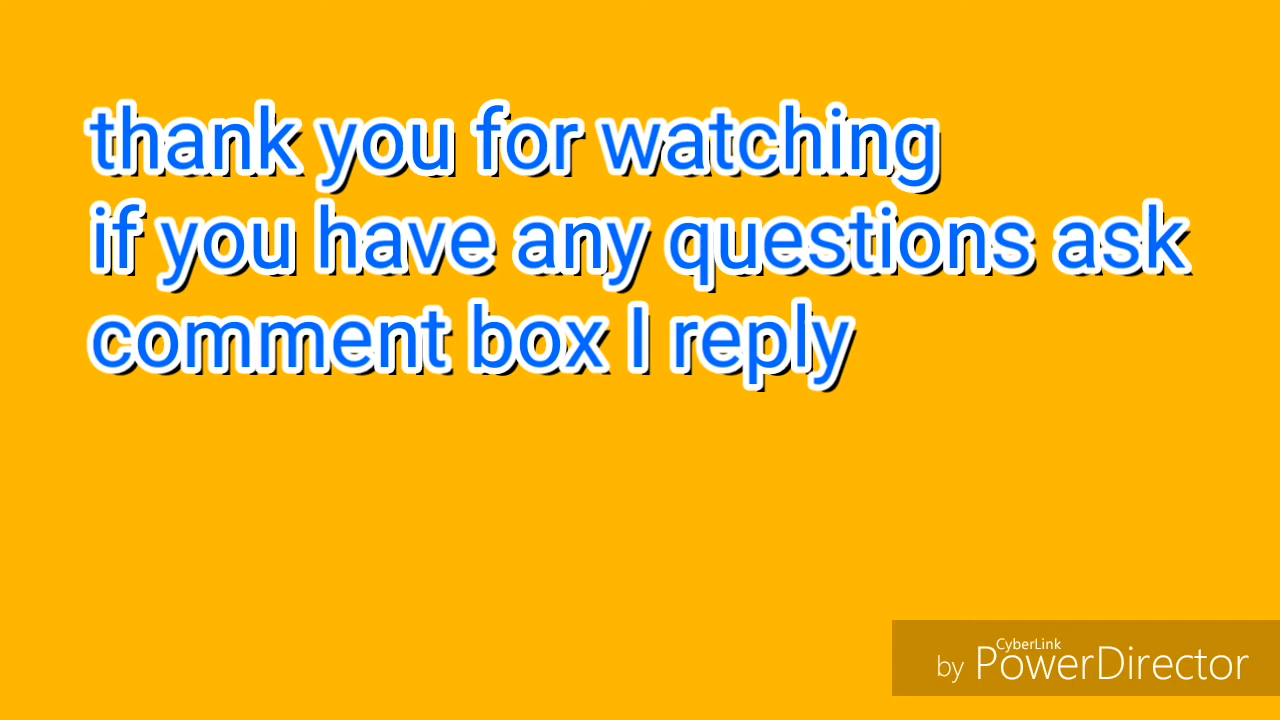 thank you for watching
if you have any questions ask
comment box I reply
CyberLink
by PowerDirector